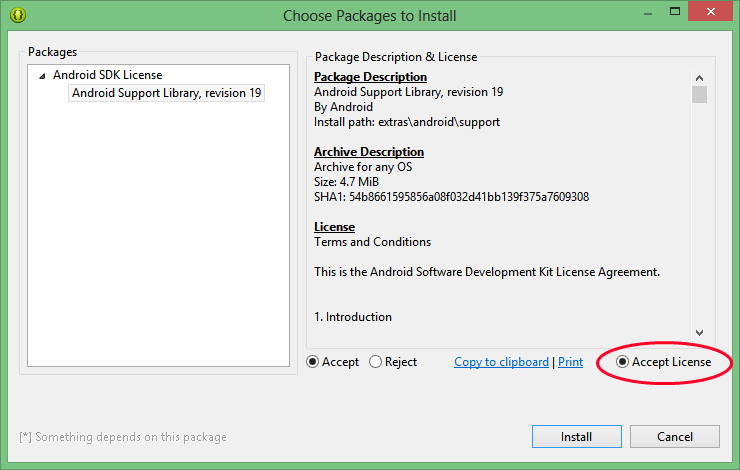 Choose Packages to Install
Packages
Android SDK License
Android Support Library, revision 19
Package Description & License
Package Description
Android Support Library, revision 19
By Android
Install path: extras\android\support
Archive Description
Archive for any OS
Size: 4.7 MiB
SHA1: 54b8661595856a08f032d41bb139f375a7609308
License
Terms and Conditions
This is the Android Software Development Kit License Agreement.
1. Introduction
Accept Reject Copy to clipboard | Print Accept License
[*] Something depends on this package
Install Cancel